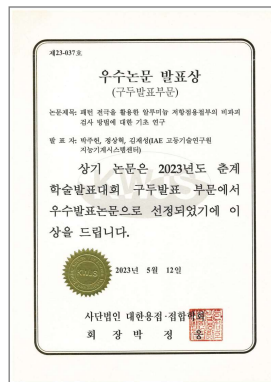 제23-037호
우수논문 발표상
(구두발표부문)
논문제목: 패턴 전극을 활용한 알루미늄 저항점용접부의 비파괴
검사 방법에 대한 기초 연구
발 표 자: 박주현, 정상혁, 김재성(IAE 고등기술연구원
지능기계시스템센터)
상기 논문은 2023년도 춘계
학술발표대회 구두발표 부문에서
우수발표논문으로 선정되었기에 이
상을 드립니다.
KWJS
2023년 5월 12일
사단법인 대한용접·접합학회
회 장 박 정 웅